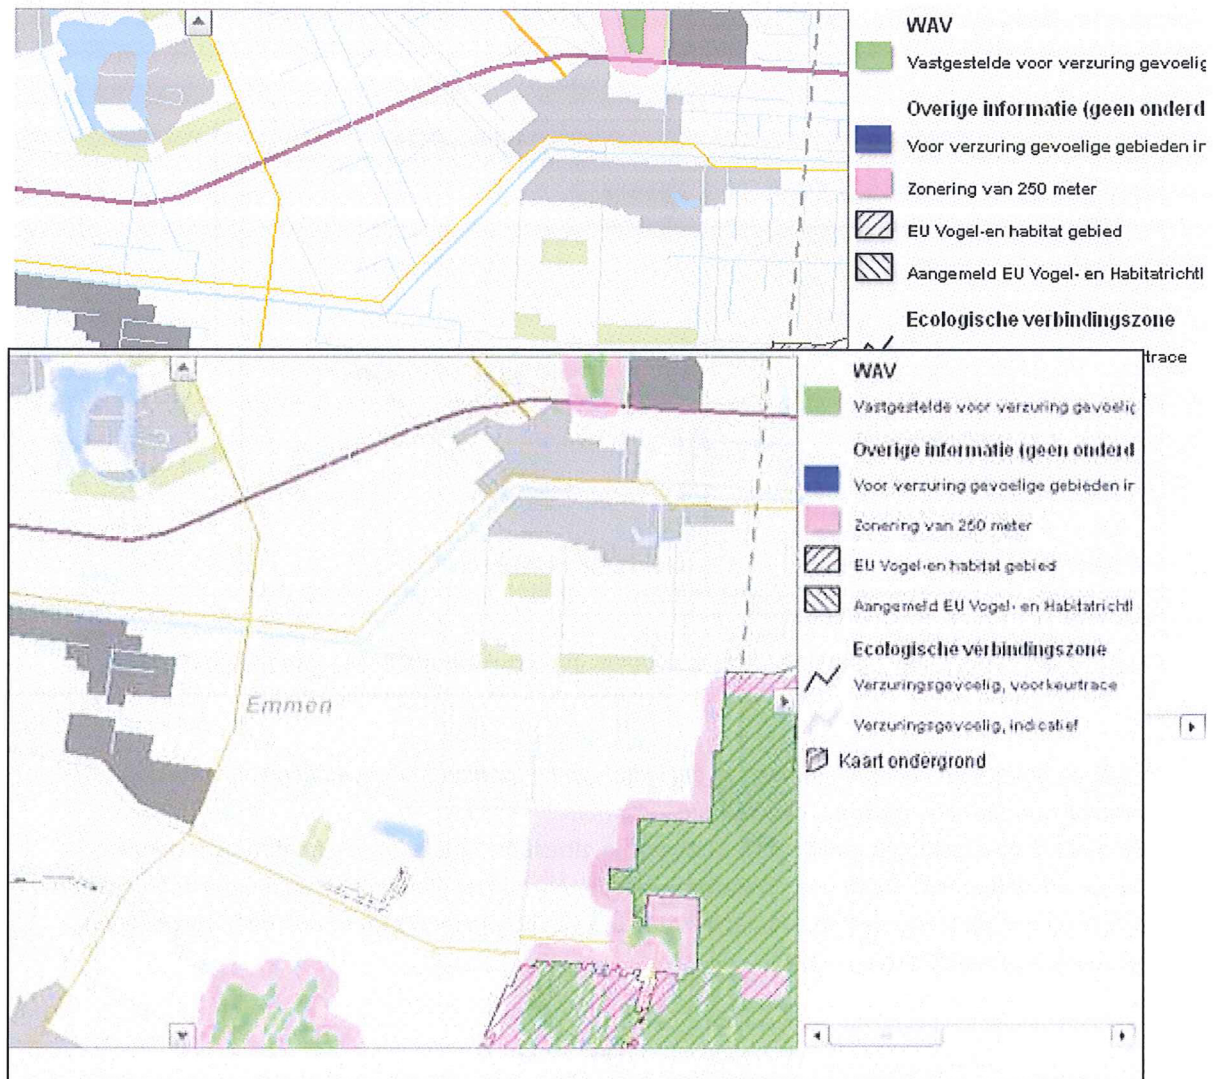 WAV
Vastgestelde voor verzuring gevoelig
Overige informatie (geen onderd
Voor verzuring gevoelige gebieden ir
Zonering van 250 meter
EU Vogel-en habitat gebied
Aangemeld EU Vogel- en Habitatrichtl
Ecologische verbindingszone
trace
WAV
Vastgestelde voor verzuring gevoelig
Overige informatie (geen onderd
Voor verzuring gevoelige gebieden ir
Zonering van 250 meter
EU Vogel-en habitat gebied
Aangemeld EU Vogel- en Habitatrichtl
Ecologische verbindingszone
Verzuringsgevoelig, voorkeurtrace
Verzuringsgevoelig, indicatief
Kaart ondergrond
Emmen